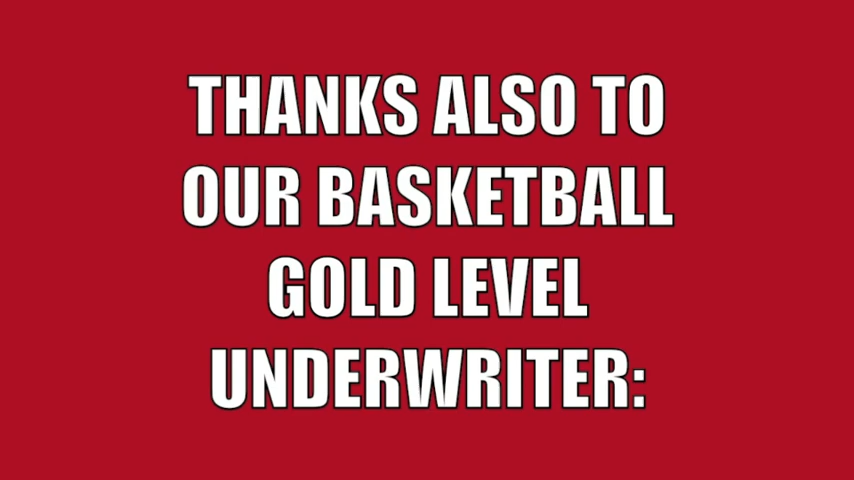 THANKS ALSO TO
OUR BASKETBALL
GOLD LEVEL
UNDERWRITER: